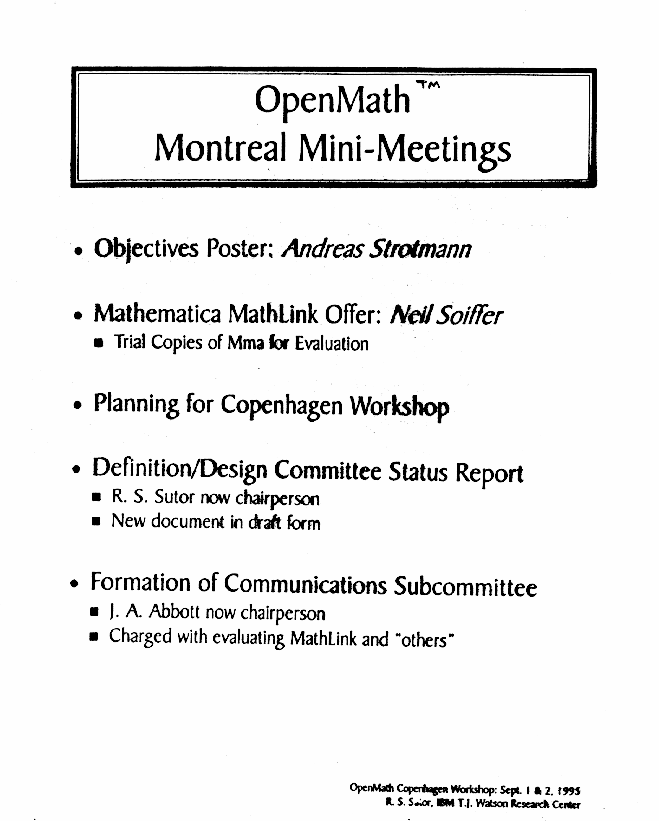 OpenMath™
Montreal Mini-Meetings
• Objectives Poster: Andreas Strotmann
• Mathematica MathLink Offer: Neil Soiffer
■ Trial Copies of Mma for Evaluation
• Planning for Copenhagen Workshop
• Definition/Design Committee Status Report
■ R. S. Sutor now chairperson
■ New document in draft form
• Formation of Communications Subcommittee
■ J. A. Abbott now chairperson
■ Charged with evaluating MathLink and "others"
OpenMath Copenhagen Workshop: Sept. 1 & 2, 1995
R. S. Sutor, IBM T.J. Watson Research Center